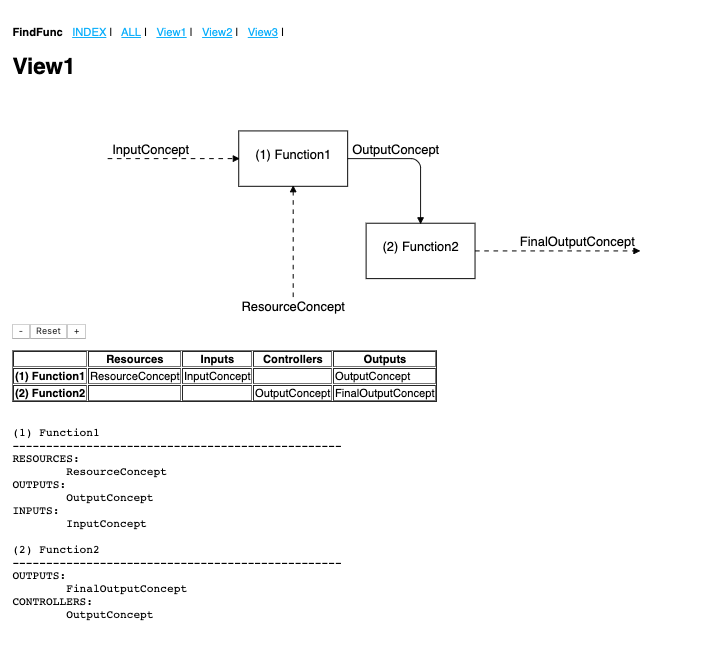 FindFunc INDEX | ALL | View1 | View2 | View3 |
View1
InputConcept
(1) Function1
OutputConcept
(2) Function2
FinalOutputConcept
ResourceConcept
- Reset +
Resources Inputs Controllers Outputs
(1) Function1 ResourceConcept InputConcept OutputConcept
(2) Function2 OutputConcept FinalOutputConcept
(1) Function1
--------------------------------------------------
RESOURCES:
ResourceConcept
OUTPUTS:
OutputConcept
INPUTS:
InputConcept
(2) Function2
--------------------------------------------------
OUTPUTS:
FinalOutputConcept
CONTROLLERS:
OutputConcept